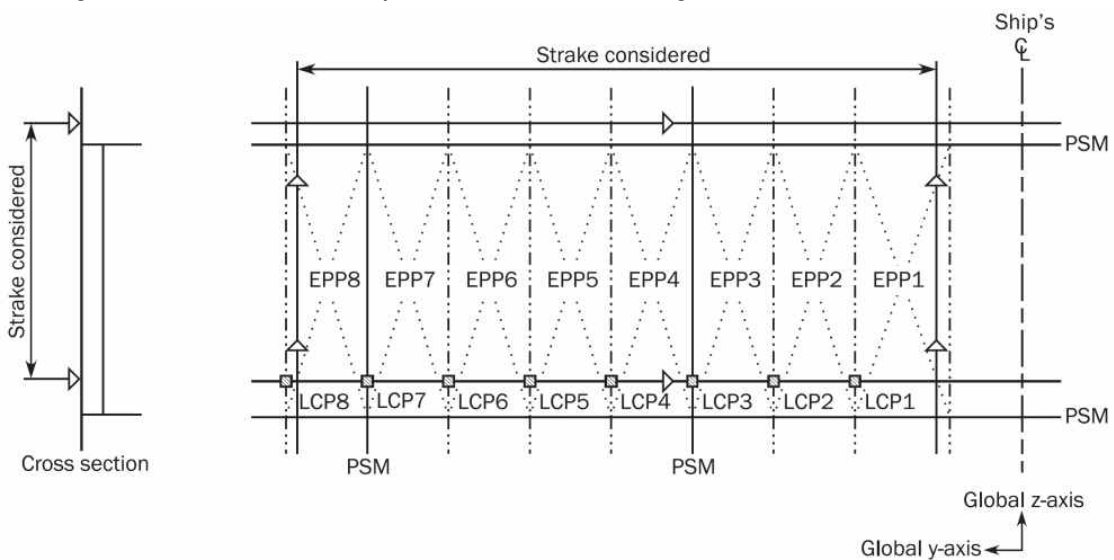 Ship's
℄
Strake considered
PSM
Strake considered
EPP8 EPP7 EPP6 EPP5 EPP4 EPP3 EPP2 EPP1
LCP8 LCP7 LCP6 LCP5 LCP4 LCP3 LCP2 LCP1
PSM
Cross section
PSM PSM
Global z-axis
Global y-axis